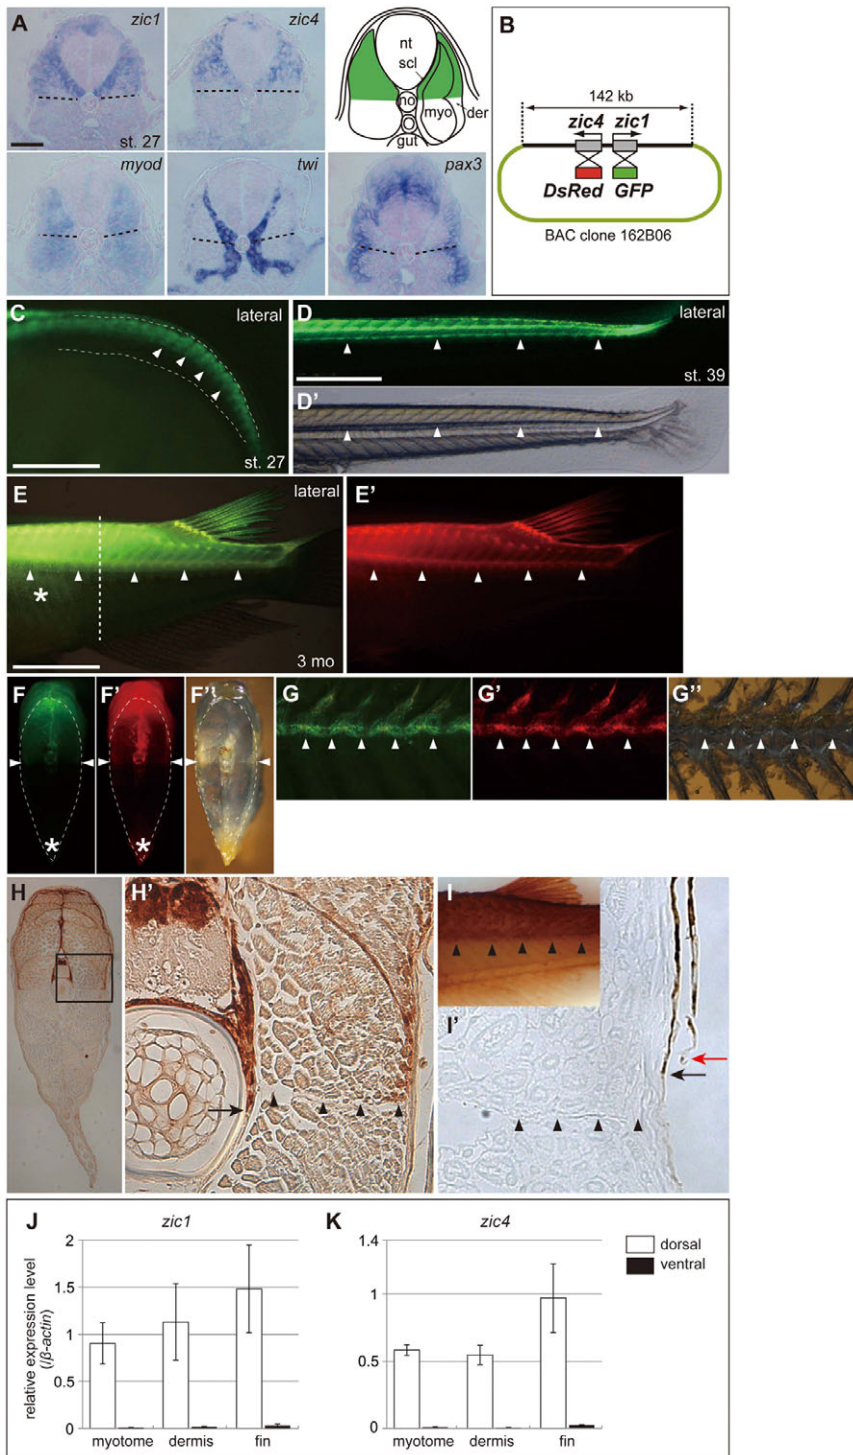 A
zic1
st. 27
zic4
nt
scl
no
myo
der
gut
myod
twi
pax3
B
142 kb
zic4 zic1
DsRed GFP
BAC clone 162B06
C
lateral
st. 27
D
lateral
st. 39
D'
E
lateral
*
3 mo
E'
F
*
F'
*
F''
G
G'
G''
H
H'
I
I'
J
zic1
relative expression level
(/β-actin)
2
1.5
1
0.5
0
myotome dermis fin
K
zic4
1.4
1
0.5
0
myotome dermis fin
dorsal
ventral